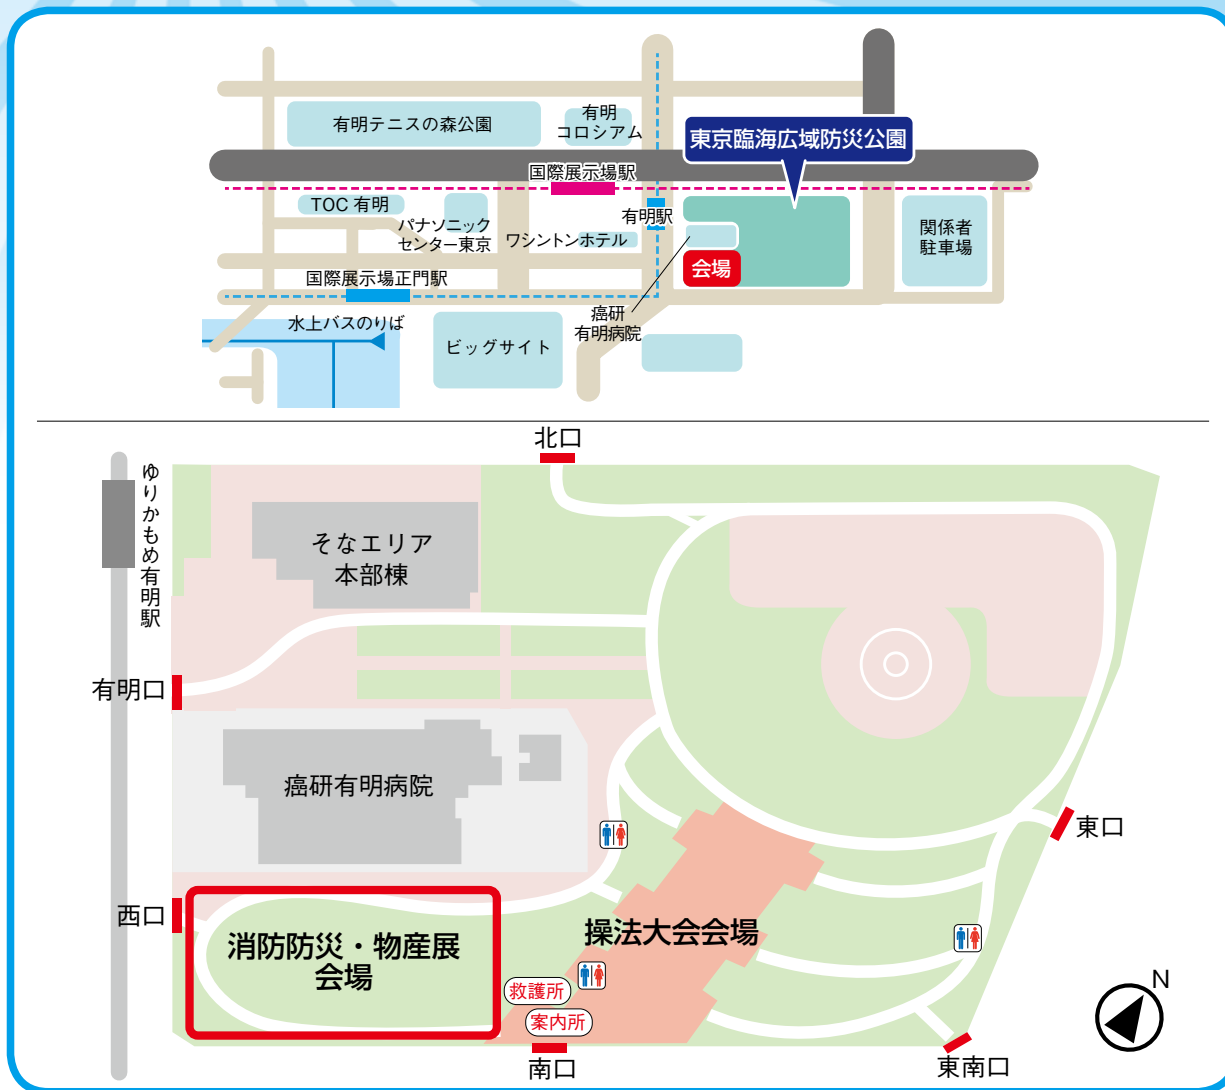 有明テニスの森公園
有明
コロシアム
東京臨海広域防災公園
国際展示場駅
TOC 有明
パナソニック
センター東京
ワシントンホテル
有明駅
関係者
駐車場
会場
国際展示場正門駅
癌研
有明病院
水上バスのりば
ビッグサイト
北口
ゆりかもめ有明駅
そなエリア
本部棟
有明口
癌研有明病院
東口
西口
消防防災・物産展
会場
操法大会会場
救護所
案内所
N
南口
東南口